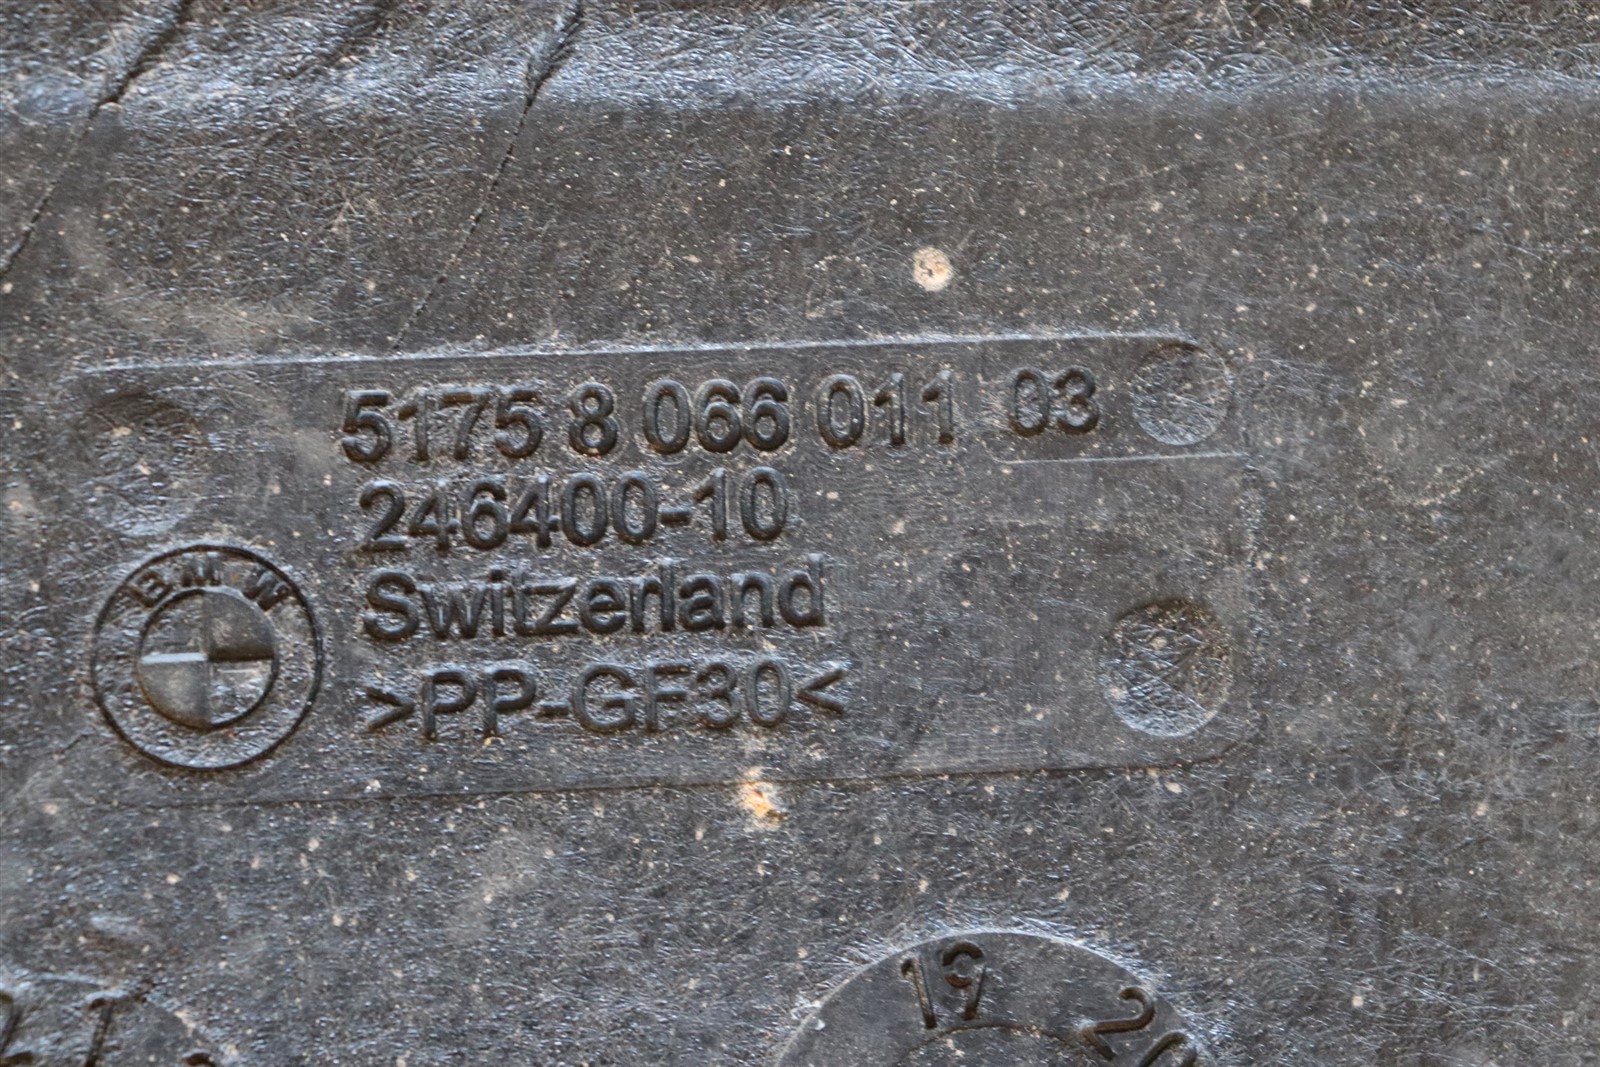 5175 8 066 011 03
246400-10
Switzerland
>PP-GF30<
BMW
19 20